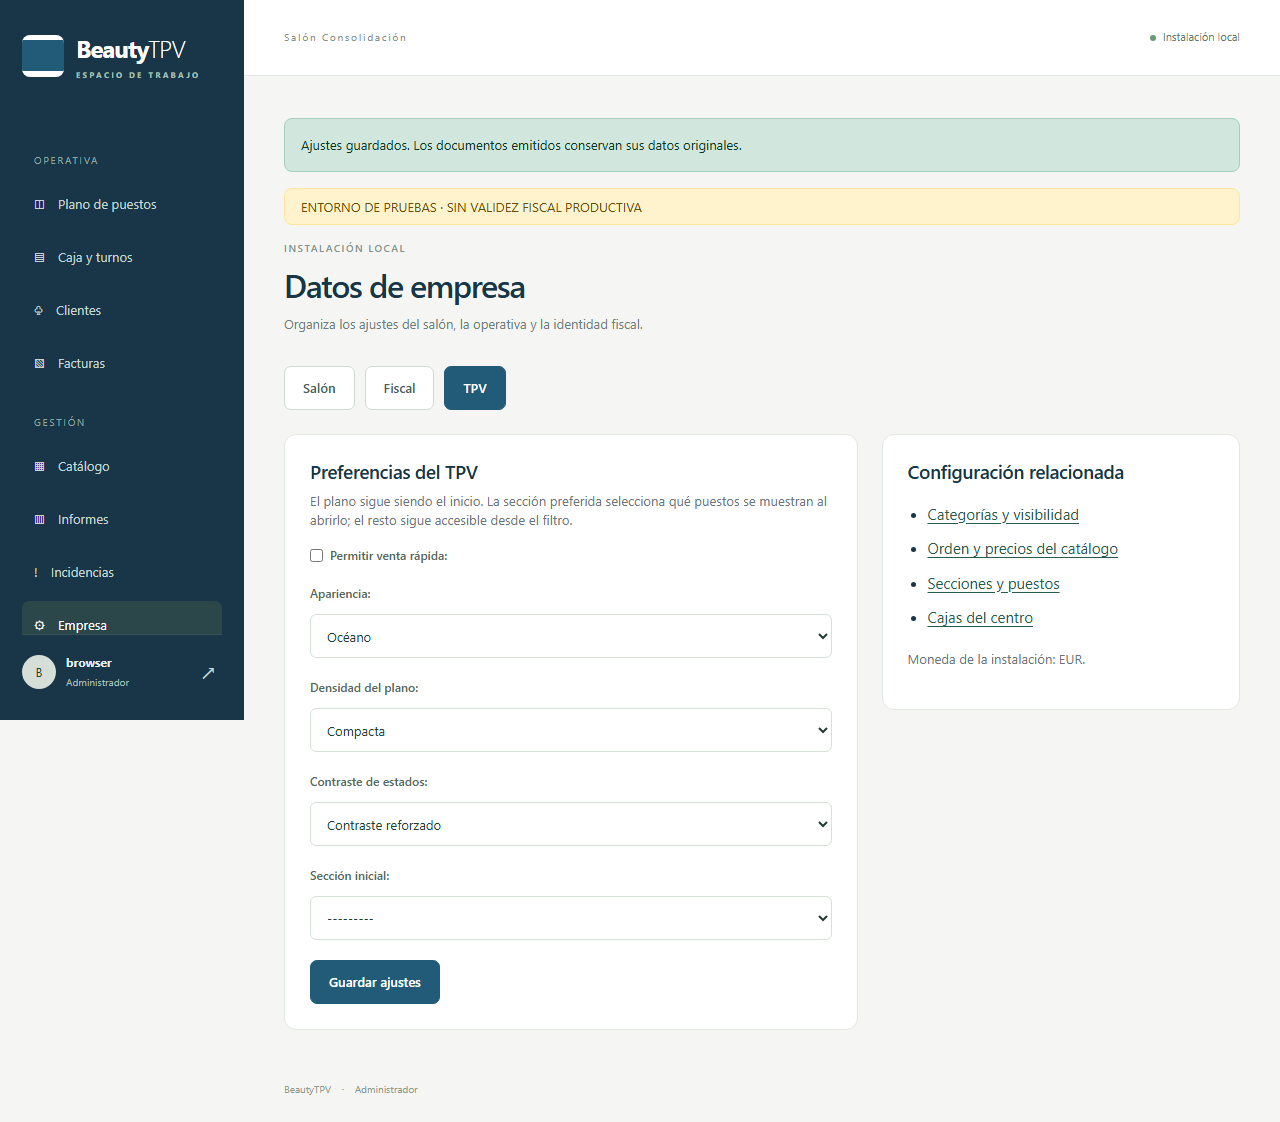 BeautyTPV
ESPACIO DE TRABAJO
OPERATIVA
Plano de puestos
Caja y turnos
Clientes
Facturas
GESTIÓN
Catálogo
Informes
! Incidencias
Empresa
B
browser
Administrador
Salón Consolidación
Instalación local
Ajustes guardados. Los documentos emitidos conservan sus datos originales.
ENTORNO DE PRUEBAS · SIN VALIDEZ FISCAL PRODUCTIVA
INSTALACIÓN LOCAL
Datos de empresa
Organiza los ajustes del salón, la operativa y la identidad fiscal.
Salón
Fiscal
TPV
Preferencias del TPV
El plano sigue siendo el inicio. La sección preferida selecciona qué puestos se muestran al
abrirlo; el resto sigue accesible desde el filtro.
Permitir venta rápida:
Apariencia:
Océano
Densidad del plano:
Compacta
Contraste de estados:
Contraste reforzado
Sección inicial:
---------
Guardar ajustes
Configuración relacionada
Categorías y visibilidad
Orden y precios del catálogo
Secciones y puestos
Cajas del centro
Moneda de la instalación: EUR.
BeautyTPV · Administrador